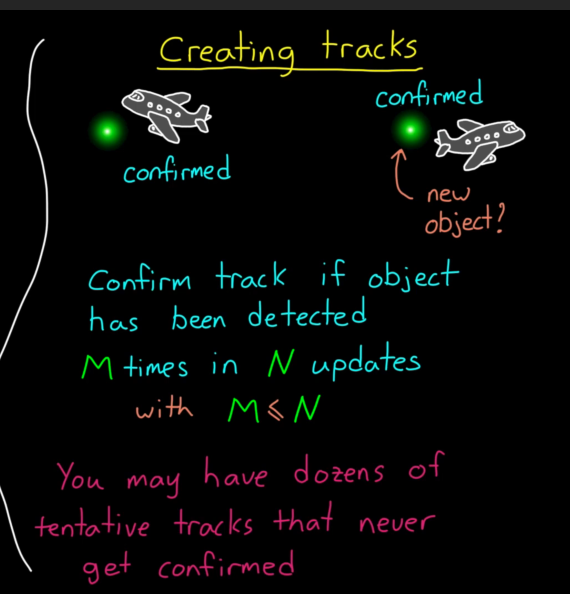 Creating tracks
confirmed
confirmed
new
object?
Confirm track if object
has been detected
M times in N updates
with M ≤ N
You may have dozens of
tentative tracks that never
get confirmed